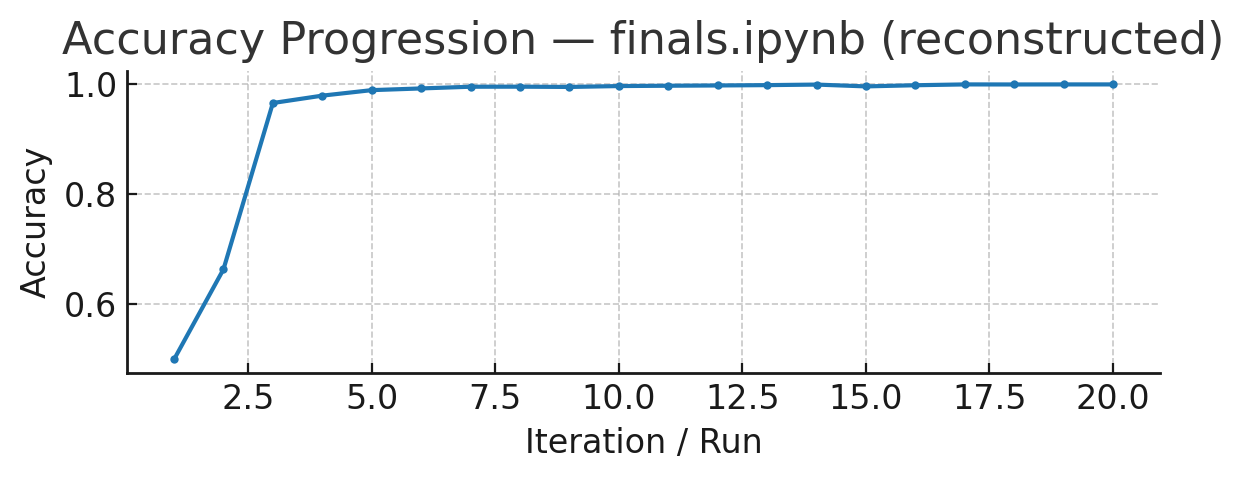 Accuracy Progression — finals.ipynb (reconstructed)
Accuracy
1.0
0.8
0.6
2.5 5.0 7.5 10.0 12.5 15.0 17.5 20.0
Iteration / Run